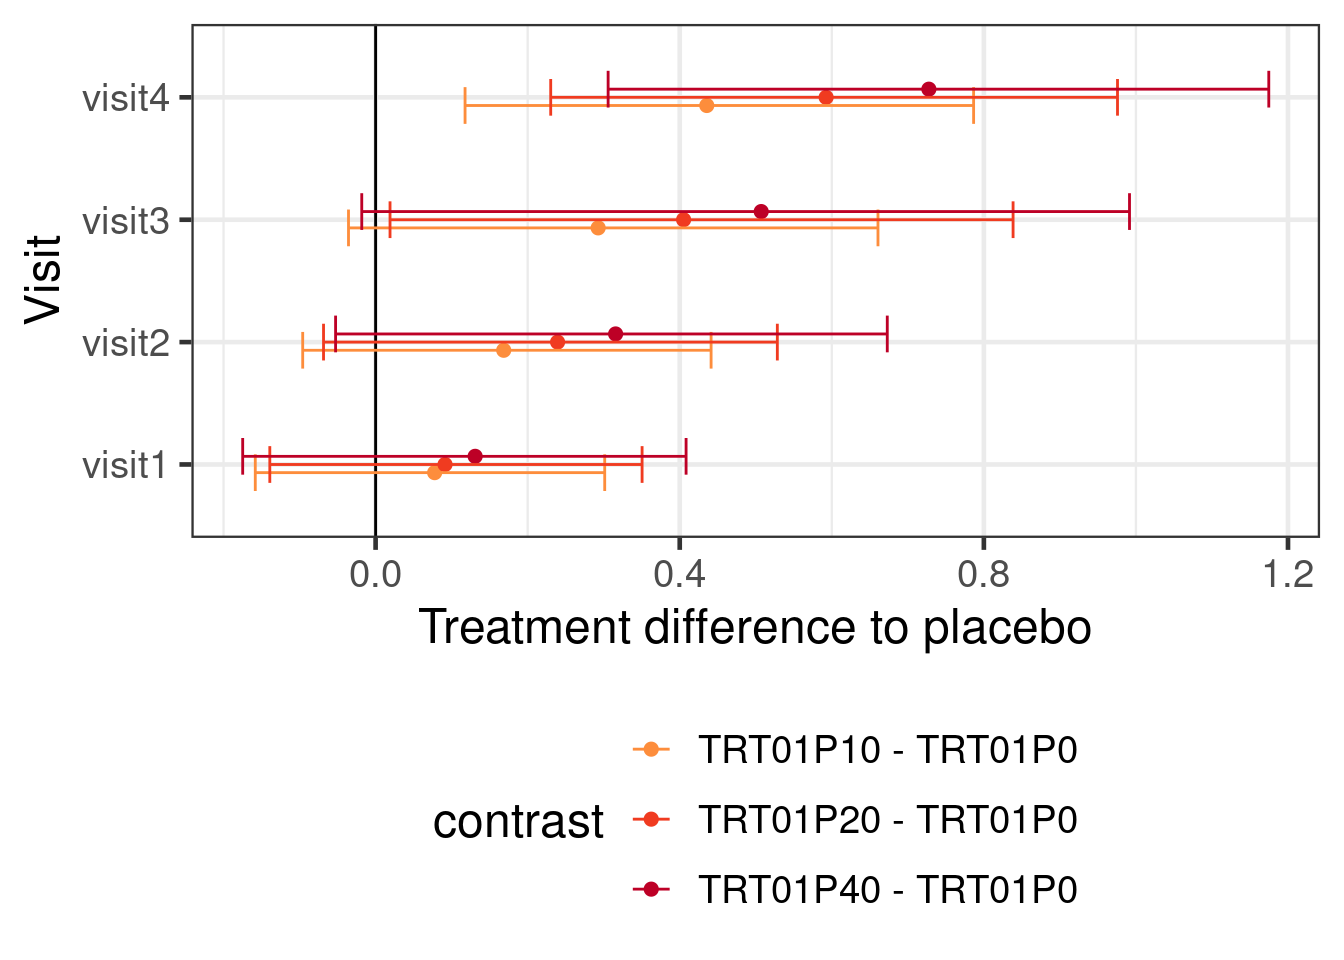 visit4
visit3
visit2
visit1
Visit
0.0 0.4 0.8 1.2
Treatment difference to placebo
contrast
TRT01P10 - TRT01P0
TRT01P20 - TRT01P0
TRT01P40 - TRT01P0